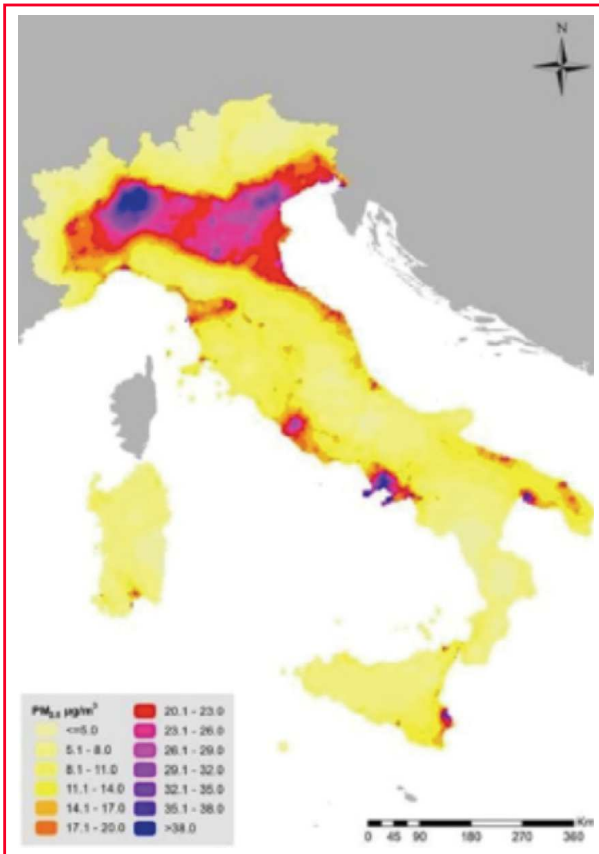 N
PM2.5 µg/m³
<=5.0
5.1 - 8.0
8.1 - 11.0
11.1 - 14.0
14.1 - 17.0
17.1 - 20.0
20.1 - 23.0
23.1 - 26.0
26.1 - 29.0
29.1 - 32.0
32.1 - 35.0
35.1 - 38.0
>38.0
Km
0 45 90 180 270 360